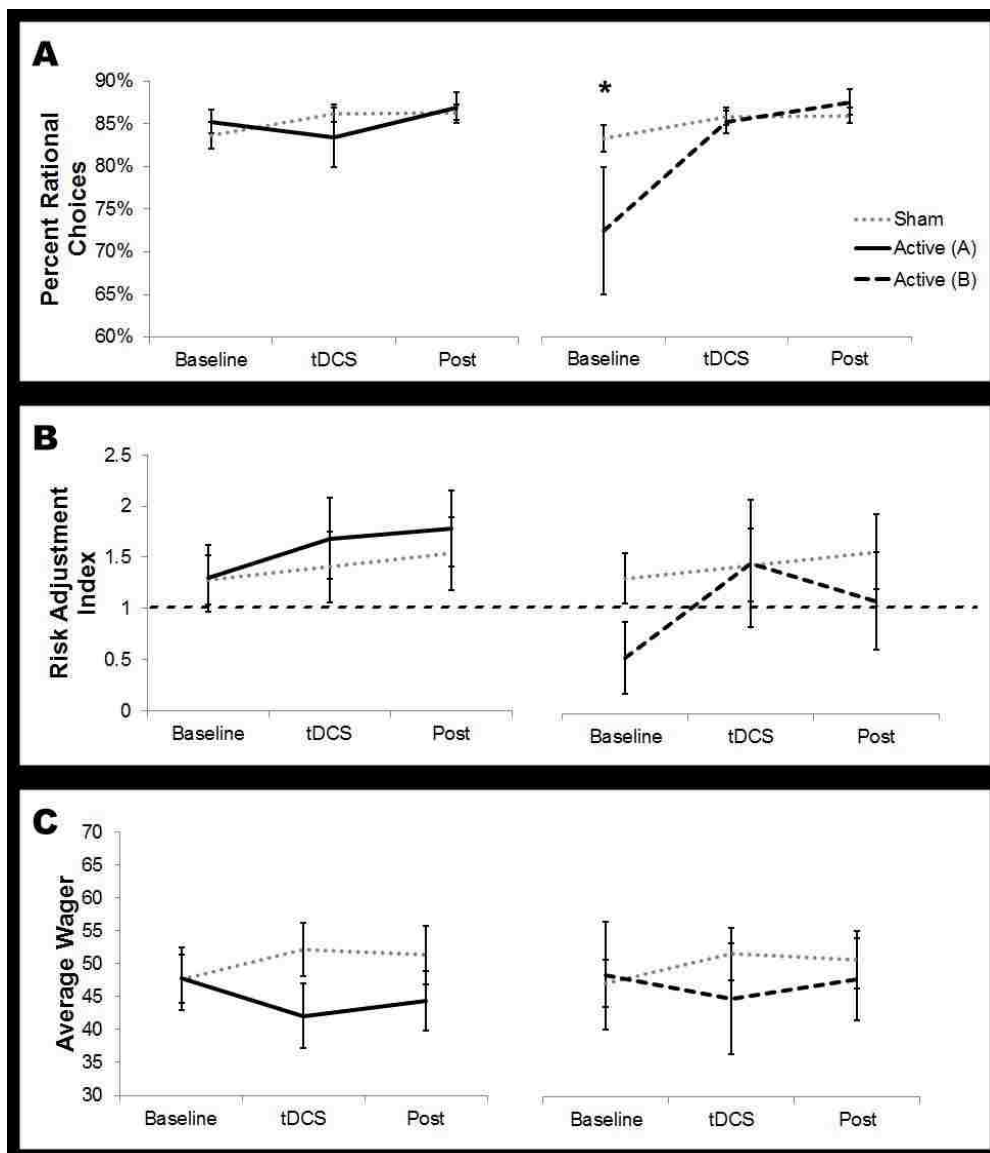 A
Percent Rational
Choices
90%
85%
80%
75%
70%
65%
60%
Baseline tDCS Post
*
Baseline tDCS Post
Sham
Active (A)
Active (B)
B
Risk Adjustment
Index
2.5
2
1.5
1
0.5
0
Baseline tDCS Post
Baseline tDCS Post
C
Average Wager
70
65
60
55
50
45
40
35
30
Baseline tDCS Post
Baseline tDCS Post